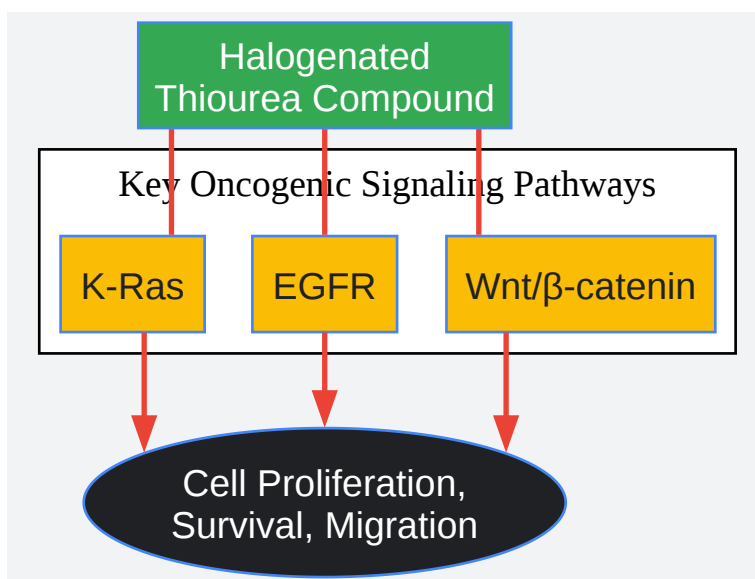 Halogenated
Thiourea Compound
Key Oncogenic Signaling Pathways
K-Ras
EGFR
Wnt/β-catenin
Cell Proliferation,
Survival, Migration